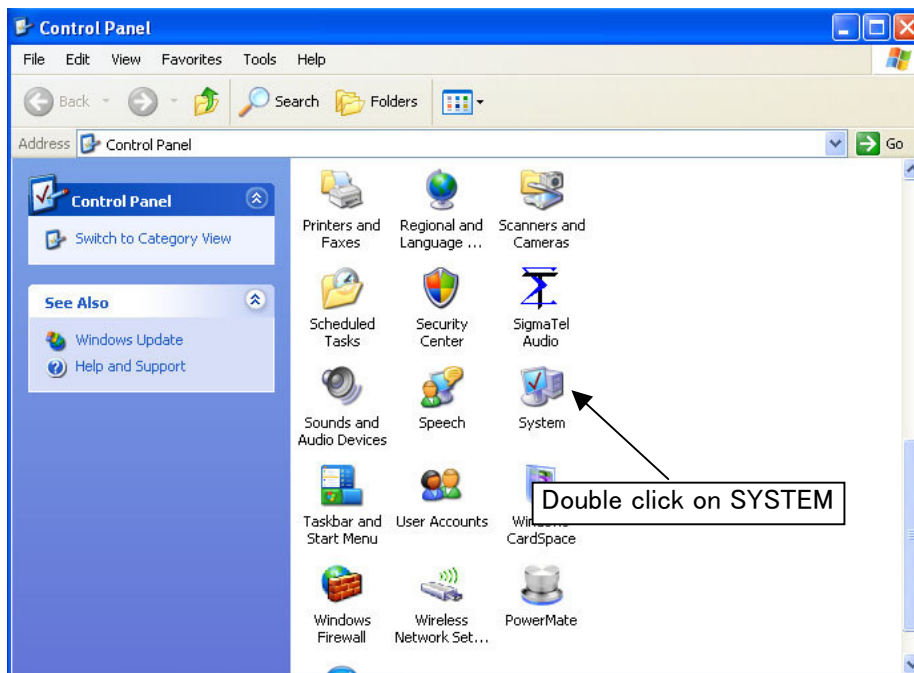 Control Panel
File Edit View Favorites Tools Help
Back Search Folders
Address Control Panel Go
Control Panel
Switch to Category View
See Also
Windows Update
Help and Support
Printers and
Faxes
Regional and
Language ...
Scanners and
Cameras
Scheduled
Tasks
Security
Center
SigmaTel
Audio
Sounds and
Audio Devices
Speech
System
Double click on SYSTEM
Taskbar and
Start Menu
User Accounts
CardSpace
Windows
Firewall
Wireless
Network Set...
PowerMate